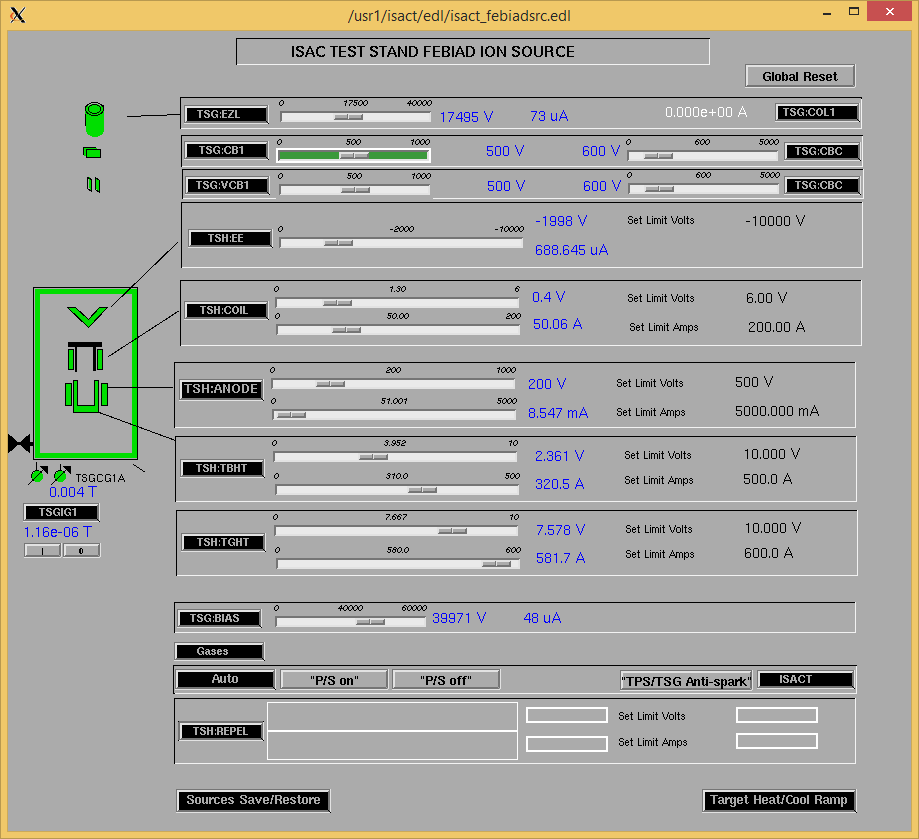 /usr1/isact/edl/isact_febiadsrc.edl
ISAC TEST STAND FEBIAD ION SOURCE
Global Reset
TSG:EZL 0 17500 40000 17495 V 73 uA 0.000e+00 A TSG:COL1
TSG:CB1 0 500 1000 500 V 600 V 0 600 5000 TSG:CBC
TSG:VCB1 0 500 1000 500 V 600 V 0 600 5000 TSG:CBC
TSH:EE 0 -2000 -10000 -1998 V Set Limit Volts -10000 V
688.645 uA
TSH:COIL 0 1.30 6 0.4 V Set Limit Volts 6.00 V
0 50.00 200 50.06 A Set Limit Amps 200.00 A
TSH:ANODE 0 200 1000 200 V Set Limit Volts 500 V
0 51.001 5000 8.547 mA Set Limit Amps 5000.000 mA
TSH:TBHT 0 3.952 10 2.361 V Set Limit Volts 10.000 V
0 310.0 500 320.5 A Set Limit Amps 500.0 A
TSGCG1A
0.004 T
TSGIG1
1.16e-06 T
I 0
TSH:TGHT 0 7.667 10 7.578 V Set Limit Volts 10.000 V
0 580.0 600 581.7 A Set Limit Amps 600.0 A
TSG:BIAS 0 40000 60000 39971 V 48 uA
Gases
Auto "P/S on" "P/S off" "TPS/TSG Anti-spark" ISACT
TSH:REPEL Set Limit Volts
Set Limit Amps
Sources Save/Restore Target Heat/Cool Ramp